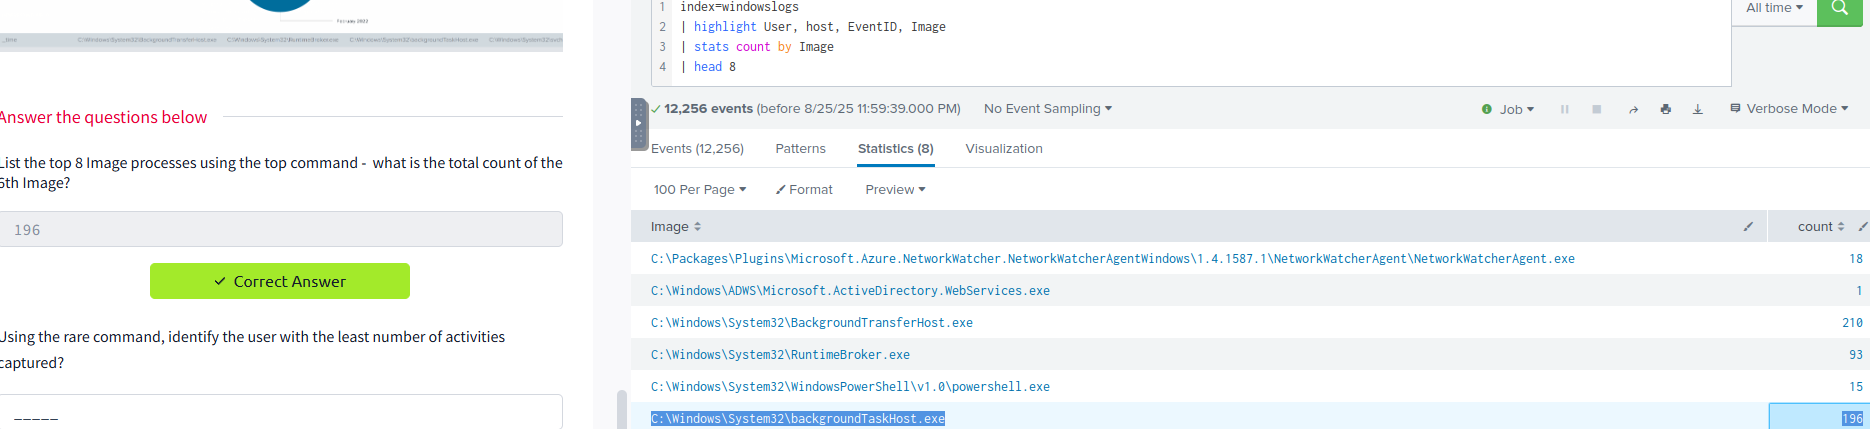 February 2022
_time C:\Windows\System32\BackgroundTransferHost.exe C:\Windows\System32\RuntimeBroker.exe C:\Windows\System32\backgroundTaskHost.exe
Answer the questions below
List the top 8 Image processes using the top command - what is the total count of the
6th Image?
196
Correct Answer
Using the rare command, identify the user with the least number of activities
captured?
_____
1 index=windowslogs
2 | highlight User, host, EventID, Image
3 | stats count by Image
4 | head 8
All time
12,256 events (before 8/25/25 11:59:39.000 PM) No Event Sampling
Job Verbose Mode
Events (12,256) Patterns Statistics (8) Visualization
100 Per Page Format Preview
Image count
C:\Packages\Plugins\Microsoft.Azure.NetworkWatcher.NetworkWatcherAgentWindows\1.4.1587.1\NetworkWatcherAgent\NetworkWatcherAgent.exe 18
C:\Windows\ADWS\Microsoft.ActiveDirectory.WebServices.exe 1
C:\Windows\System32\BackgroundTransferHost.exe 210
C:\Windows\System32\RuntimeBroker.exe 93
C:\Windows\System32\WindowsPowerShell\v1.0\powershell.exe 15
C:\Windows\System32\backgroundTaskHost.exe 196